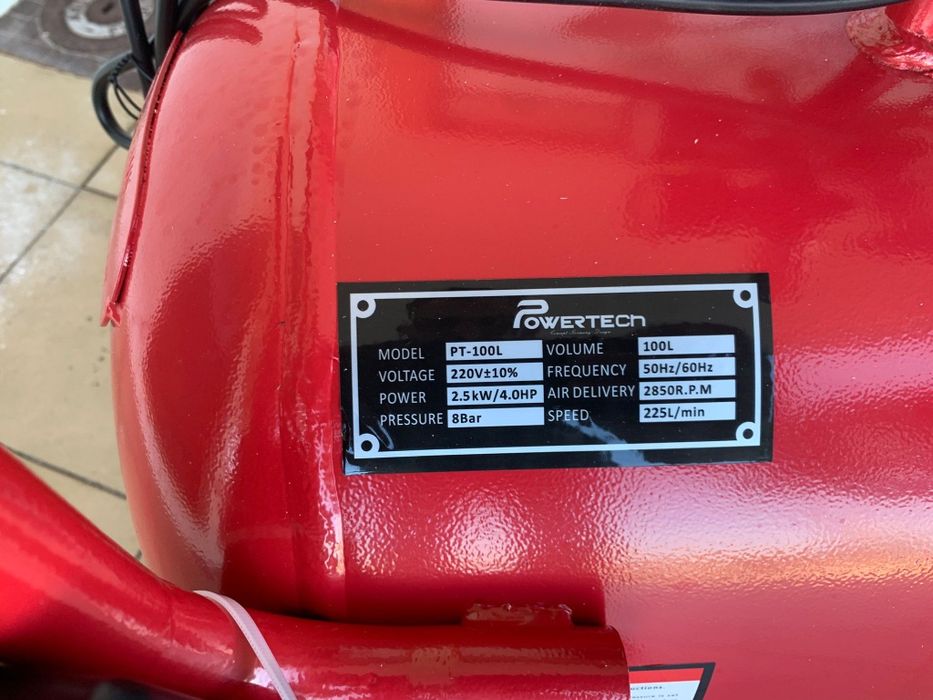 POWERTECH
MODEL PT-100L VOLUME 100L
VOLTAGE 220V±10% FREQUENCY 50Hz/60Hz
POWER 2.5kW/4.0HP AIR DELIVERY 2850R.P.M
PRESSURE 8Bar SPEED 225L/min